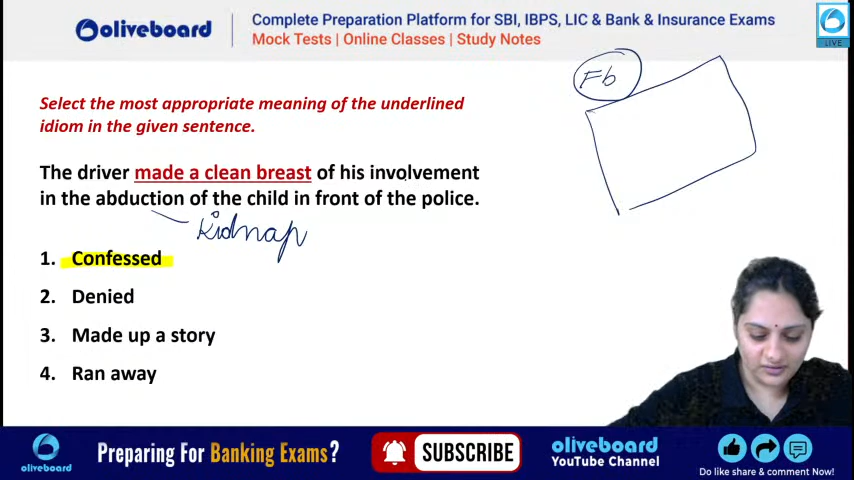 oliveboard
Complete Preparation Platform for SBI, IBPS, LIC & Bank & Insurance Exams
Mock Tests | Online Classes | Study Notes
LIVE
Fb
Select the most appropriate meaning of the underlined
idiom in the given sentence.
The driver made a clean breast of his involvement
in the abduction of the child in front of the police.
Kidnap
1. Confessed
2. Denied
3. Made up a story
4. Ran away
oliveboard
Preparing For Banking Exams?
SUBSCRIBE
oliveboard
YouTube Channel
Do like share & comment Now!